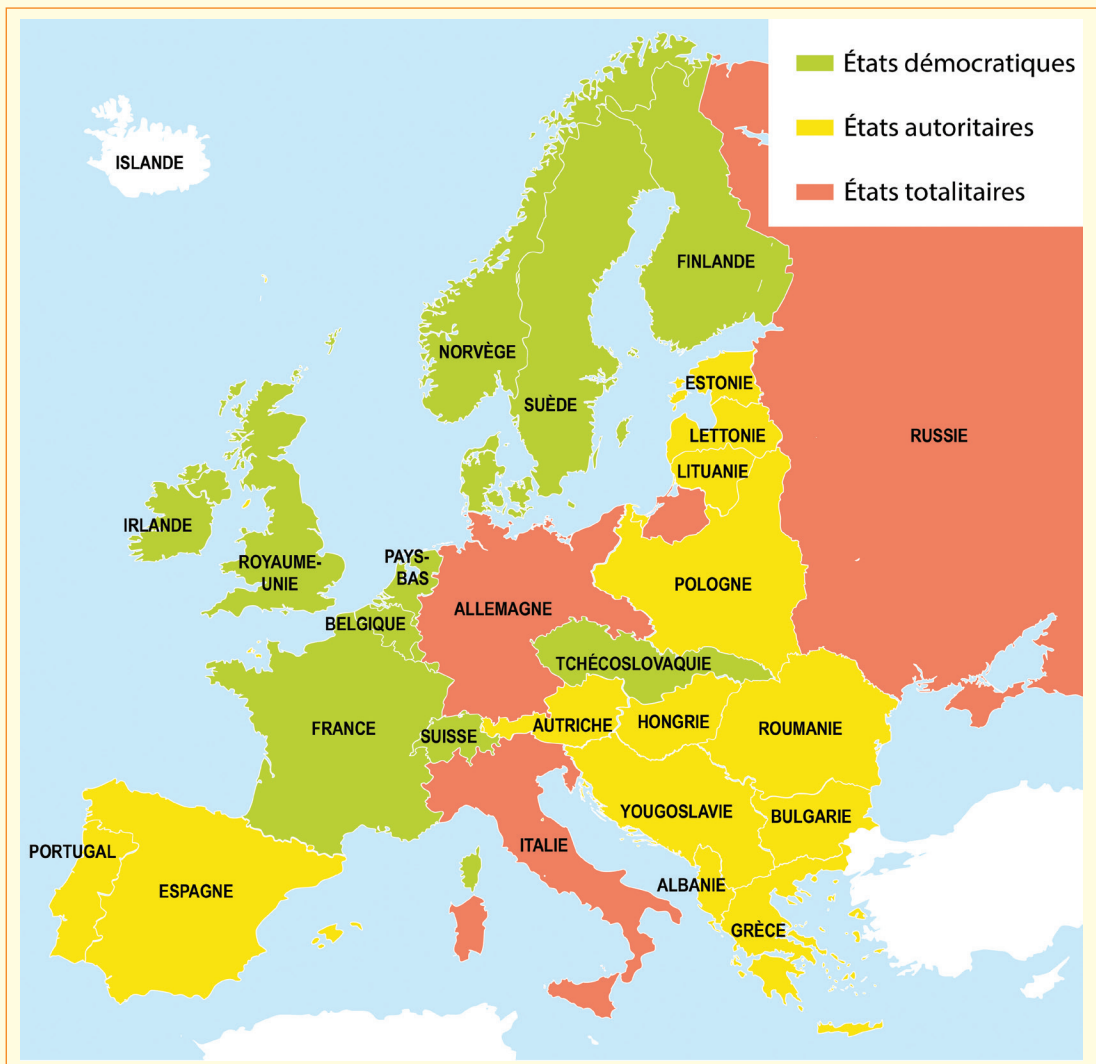 États démocratiques
États autoritaires
États totalitaires
ISLANDE
FINLANDE
NORVÈGE
SUÈDE
ESTONIE
LETTONIE
LITUANIE
RUSSIE
IRLANDE
ROYAUME-
UNIE
PAYS-
BAS
BELGIQUE
ALLEMAGNE
POLOGNE
TCHÉCOSLOVAQUIE
FRANCE
SUISSE
AUTRICHE
HONGRIE
ROUMANIE
YOUGOSLAVIE
BULGARIE
ITALIE
PORTUGAL
ESPAGNE
ALBANIE
GRÈCE